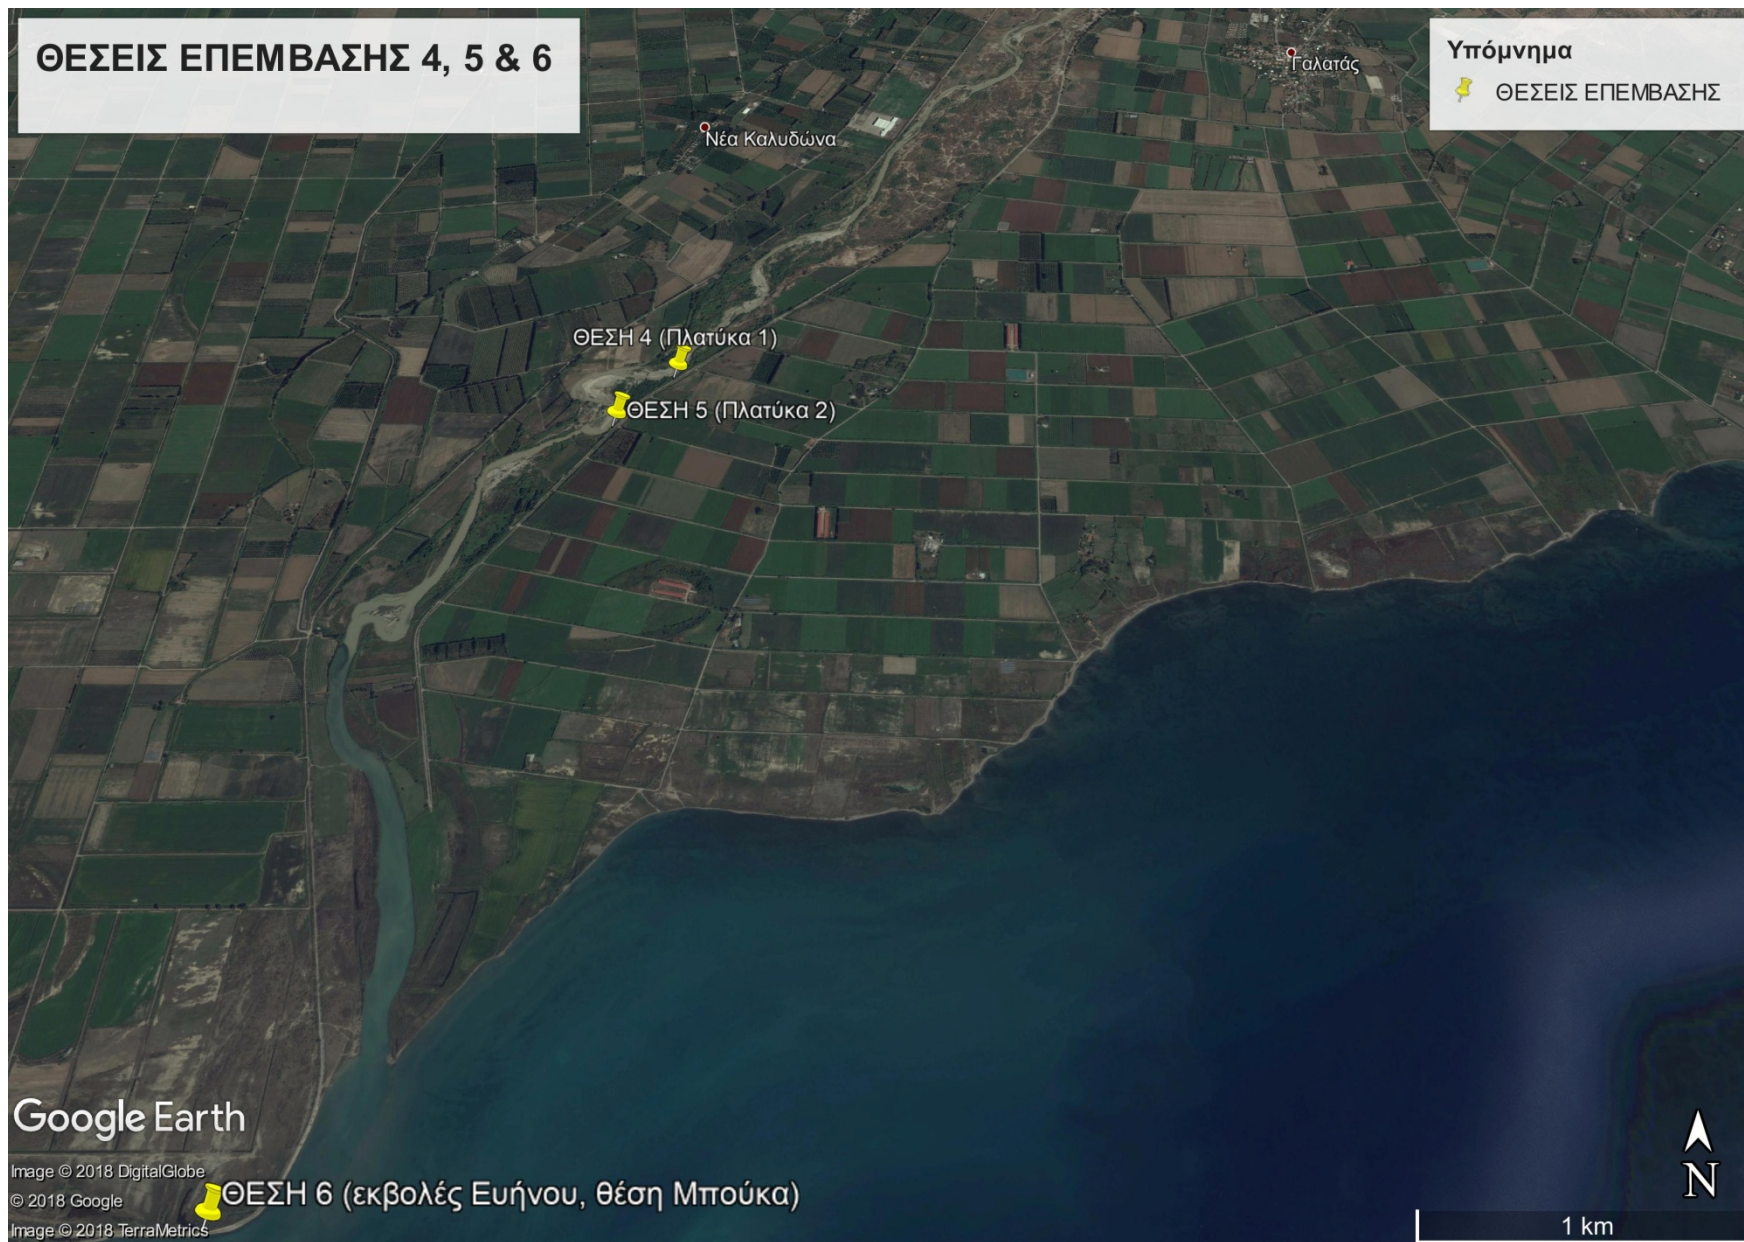 ΘΕΣΕΙΣ ΕΠΕΜΒΑΣΗΣ 4, 5 & 6
Υπόμνημα
ΘΕΣΕΙΣ ΕΠΕΜΒΑΣΗΣ
Γαλατάς
Νέα Καλυδώνα
ΘΕΣΗ 4 (Πλατύκα 1)
ΘΕΣΗ 5 (Πλατύκα 2)
Google Earth
Image © 2018 DigitalGlobe
© 2018 Google
Image © 2018 TerraMetrics
ΘΕΣΗ 6 (εκβολές Ευήνου, θέση Μπούκα)
N
1 km